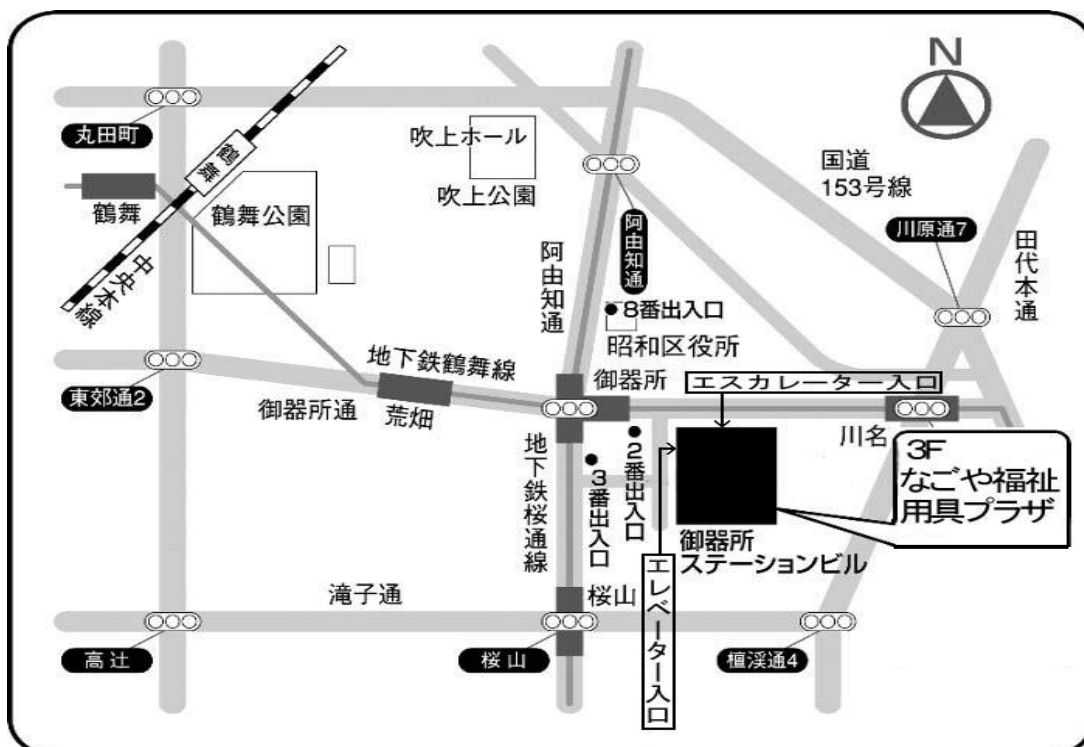 N
丸田町
鶴舞
吹上ホール
吹上公園
国道
153号線
鶴舞
鶴舞公園
阿由知通
川原通7
田代本通
中央本線
阿由知通
8番出入口
昭和区役所
地下鉄鶴舞線
御器所
エスカレーター入口
東郊通2
御器所通
荒畑
川名
3F
なごや福祉
用具プラザ
地下鉄桜通線
3番出入口
2番出入口
御器所
ステーションビル
エレベーター入口
滝子通
桜山
高辻
桜山
檀渓通4